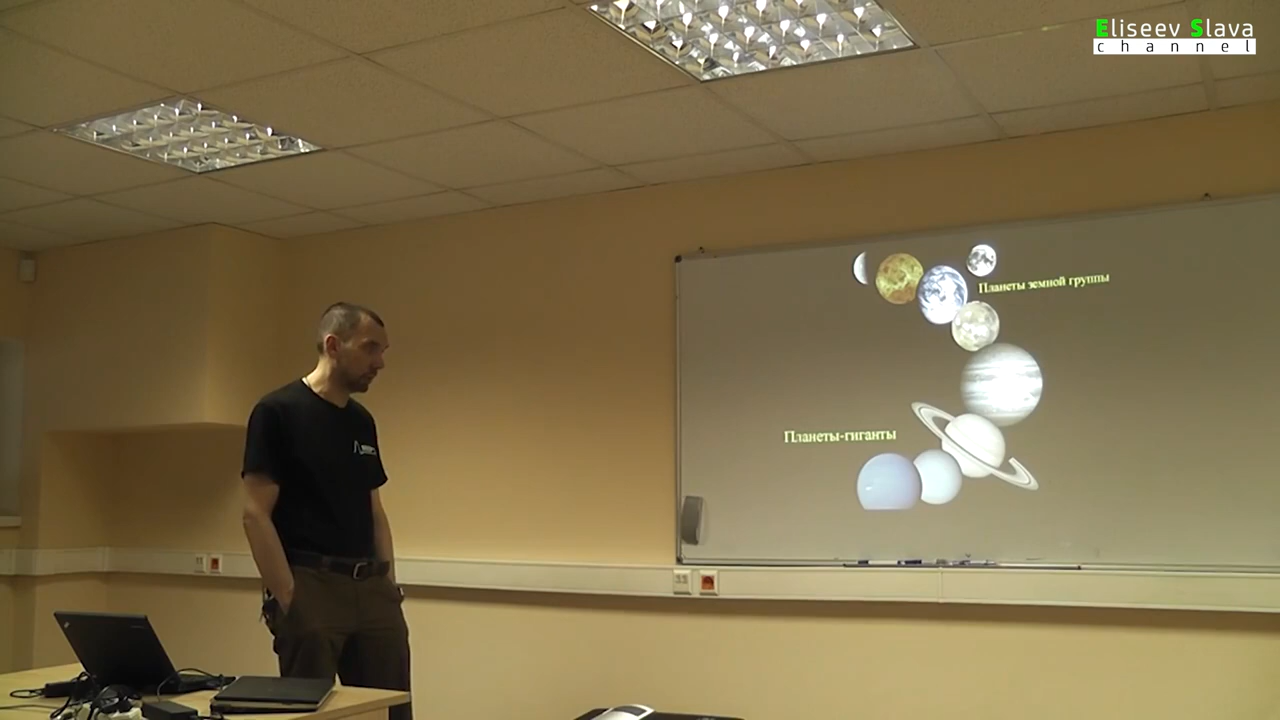 Eliseev Slava
channel
Планеты земной группы
Планеты-гиганты